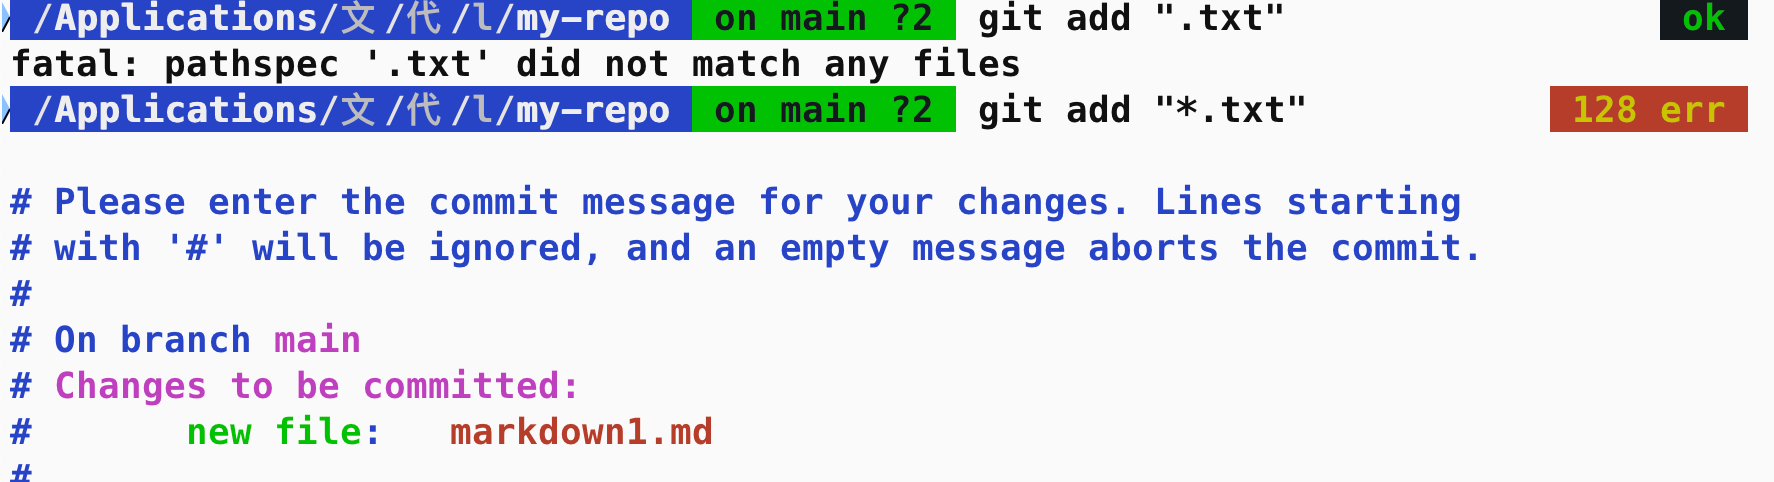 /Applications/文 /代 /l/my-repo on main ?2 git add ".txt" ok
fatal: pathspec '.txt' did not match any files
/Applications/文 /代 /l/my-repo on main ?2 git add "*.txt" 128 err
# Please enter the commit message for your changes. Lines starting
# with '#' will be ignored, and an empty message aborts the commit.
#
# On branch main
# Changes to be committed:
# new file: markdown1.md
#